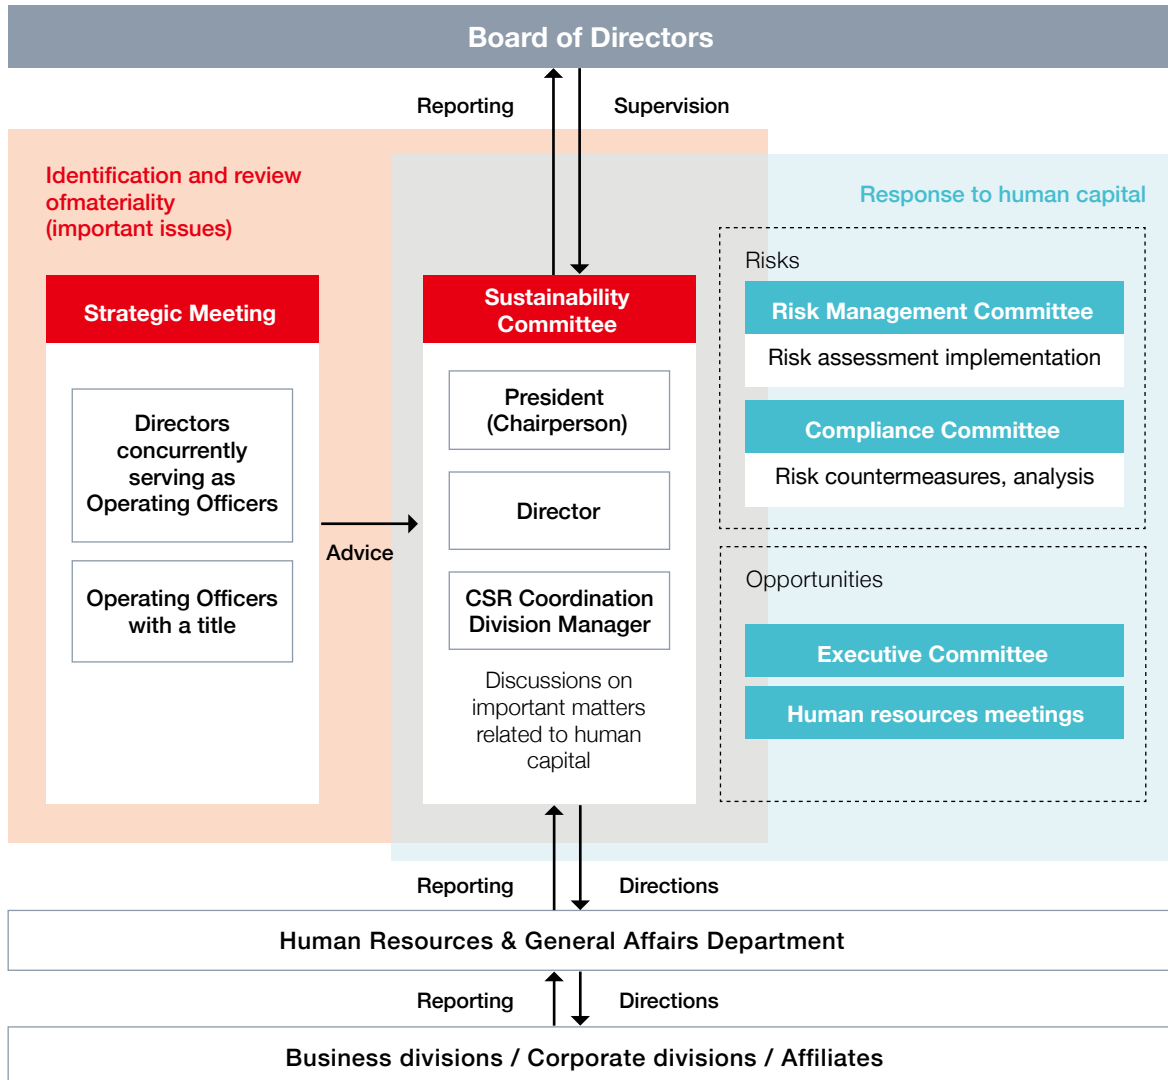 Board of Directors
Reporting
Supervision
Identification and review
ofmateriality
(important issues)
Response to human capital
Strategic Meeting
Directors
concurrently
serving as
Operating Officers
Operating Officers
with a title
Advice
Sustainability
Committee
President
(Chairperson)
Director
CSR Coordination
Division Manager
Discussions on
important matters
related to human
capital
Risks
Risk Management Committee
Risk assessment implementation
Compliance Committee
Risk countermeasures, analysis
Opportunities
Executive Committee
Human resources meetings
Reporting
Directions
Human Resources & General Affairs Department
Reporting
Directions
Business divisions / Corporate divisions / Affiliates